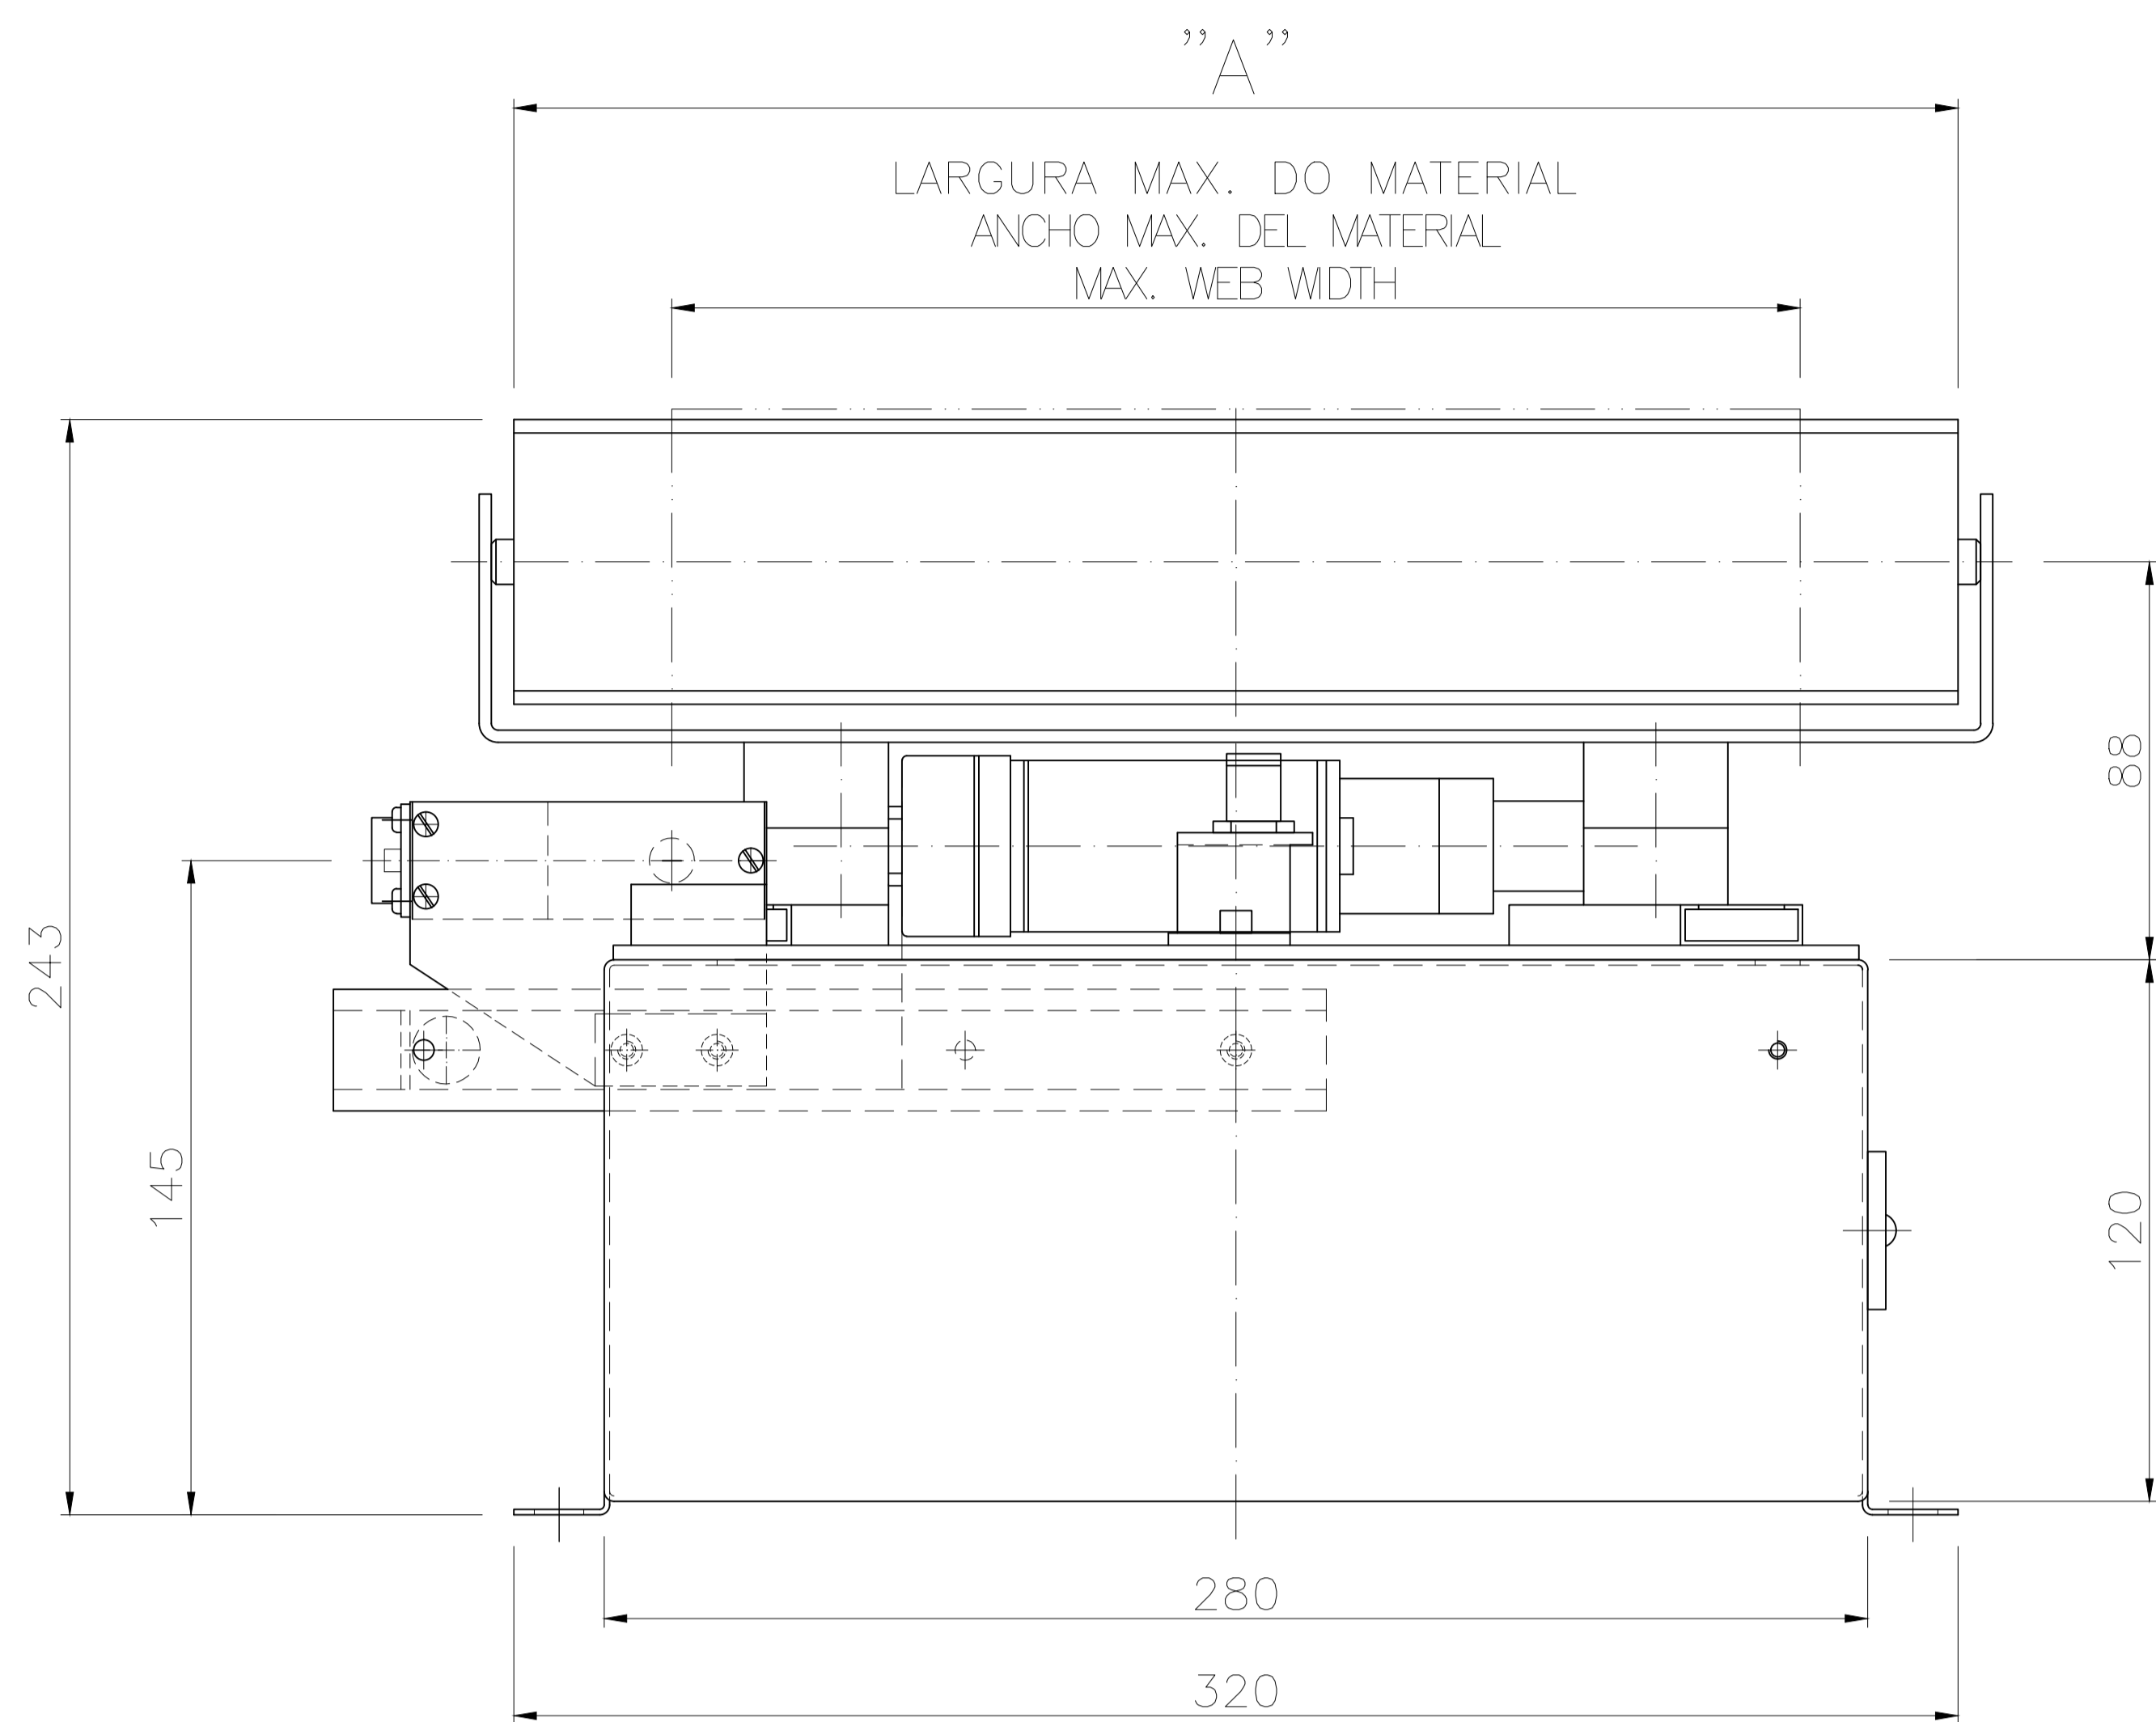 ”A”
LARGURA MAX. DO MATERIAL
ANCHO MAX. DEL MATERIAL
MAX. WEB WIDTH
88
243
145
120
280
320